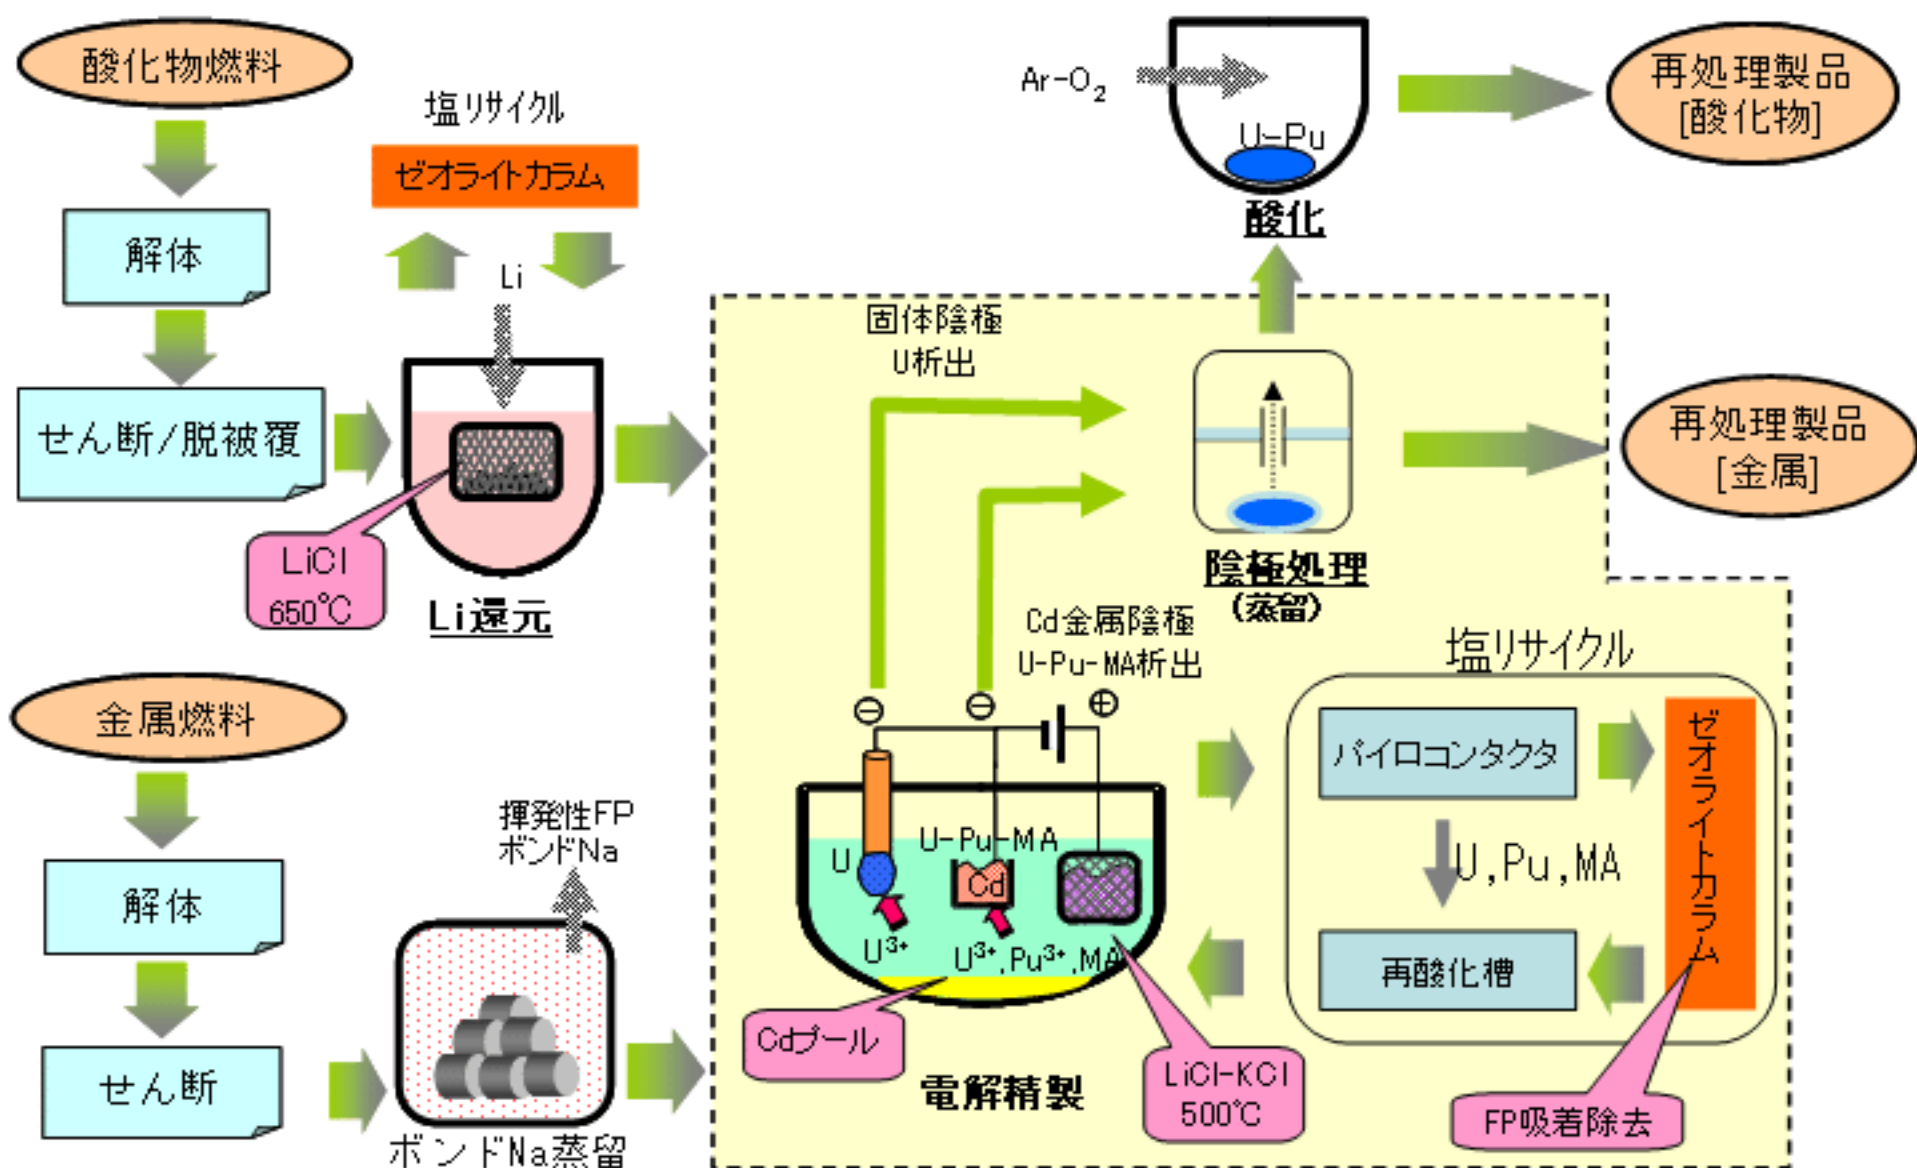 酸化物燃料
解体
せん断/脱被覆
塩リサイクル
ゼオライトカラム
Li
LiCl
650℃
Li還元
金属燃料
解体
せん断
揮発性FP
ボンドNa
ボンドNa蒸留
固体陰極
U析出
Cd金属陰極
U-Pu-MA析出
⊖
⊖
⊕
U
U-Pu-MA
Cd
U³⁺
U³⁺,Pu³⁺,MA
Cdプール
LiCl-KCl
500℃
電解精製
陰極処理
(蒸留)
Ar-O₂
U-Pu
酸化
再処理製品
[酸化物]
再処理製品
[金属]
塩リサイクル
パイロコンタクタ
U,Pu,MA
再酸化槽
ゼオライトカラム
FP吸着除去